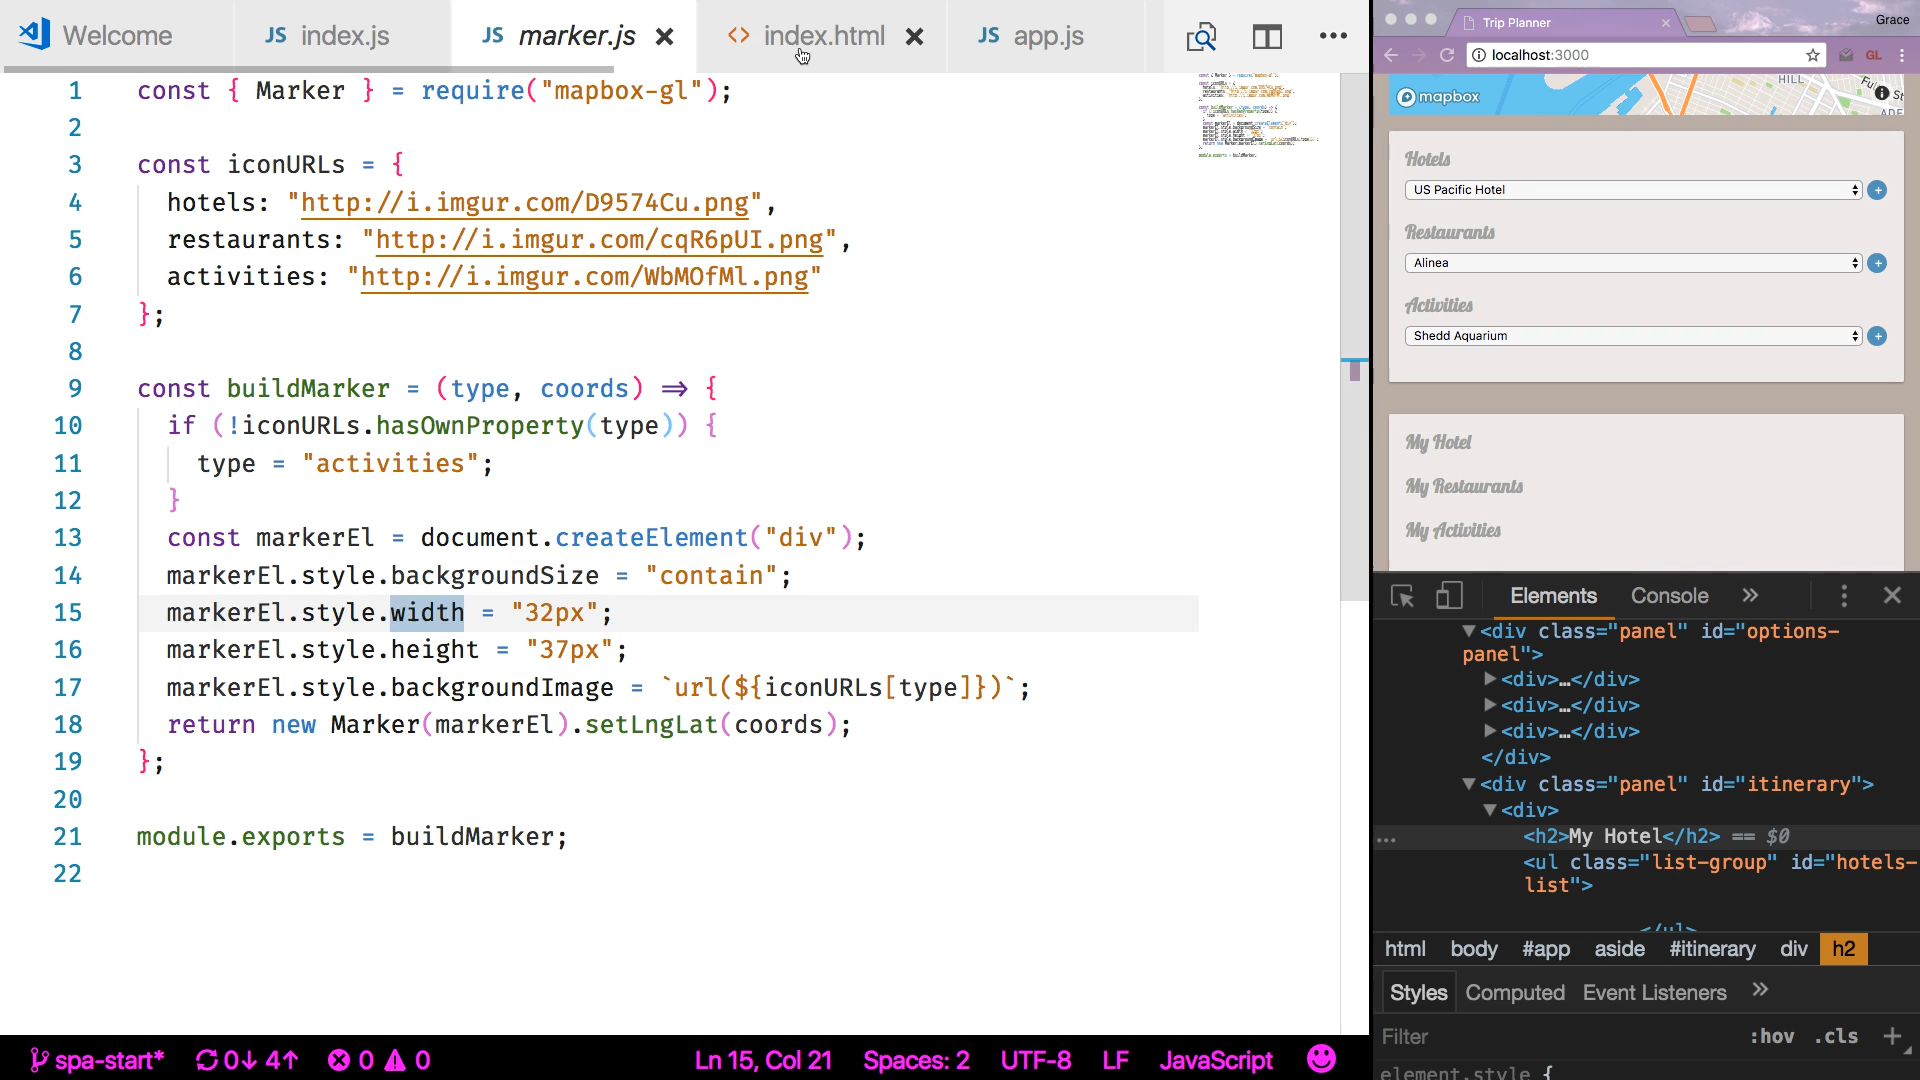 Welcome
JS index.js
JS marker.js
<> index.html
JS app.js
1 const { Marker } = require("mapbox-gl");
2
3 const iconURLs = {
4 hotels: "http://i.imgur.com/D9574Cu.png",
5 restaurants: "http://i.imgur.com/cqR6pUI.png",
6 activities: "http://i.imgur.com/WbMOfMl.png"
7 };
8
9 const buildMarker = (type, coords) => {
10 if (!iconURLs.hasOwnProperty(type)) {
11 type = "activities";
12 }
13 const markerEl = document.createElement("div");
14 markerEl.style.backgroundSize = "contain";
15 markerEl.style.width = "32px";
16 markerEl.style.height = "37px";
17 markerEl.style.backgroundImage = `url(${iconURLs[type]})`;
18 return new Marker(markerEl).setLngLat(coords);
19 };
20
21 module.exports = buildMarker;
22
spa-start*
0↓ 4↑
0
0
Ln 15, Col 21
Spaces: 2
UTF-8
LF
JavaScript
Trip Planner
Grace
localhost:3000
GL
mapbox
HILL
Hotels
US Pacific Hotel
Restaurants
Alinea
Activities
Shedd Aquarium
My Hotel
My Restaurants
My Activities
Elements
Console
▼<div class="panel" id="options-
panel">
▶<div>…</div>
▶<div>…</div>
▶<div>…</div>
</div>
▼<div class="panel" id="itinerary">
▼<div>
<h2>My Hotel</h2> == $0
<ul class="list-group" id="hotels-
list">
</ul>
html body #app aside #itinerary div h2
Styles Computed Event Listeners
Filter
:hov .cls
element.style {